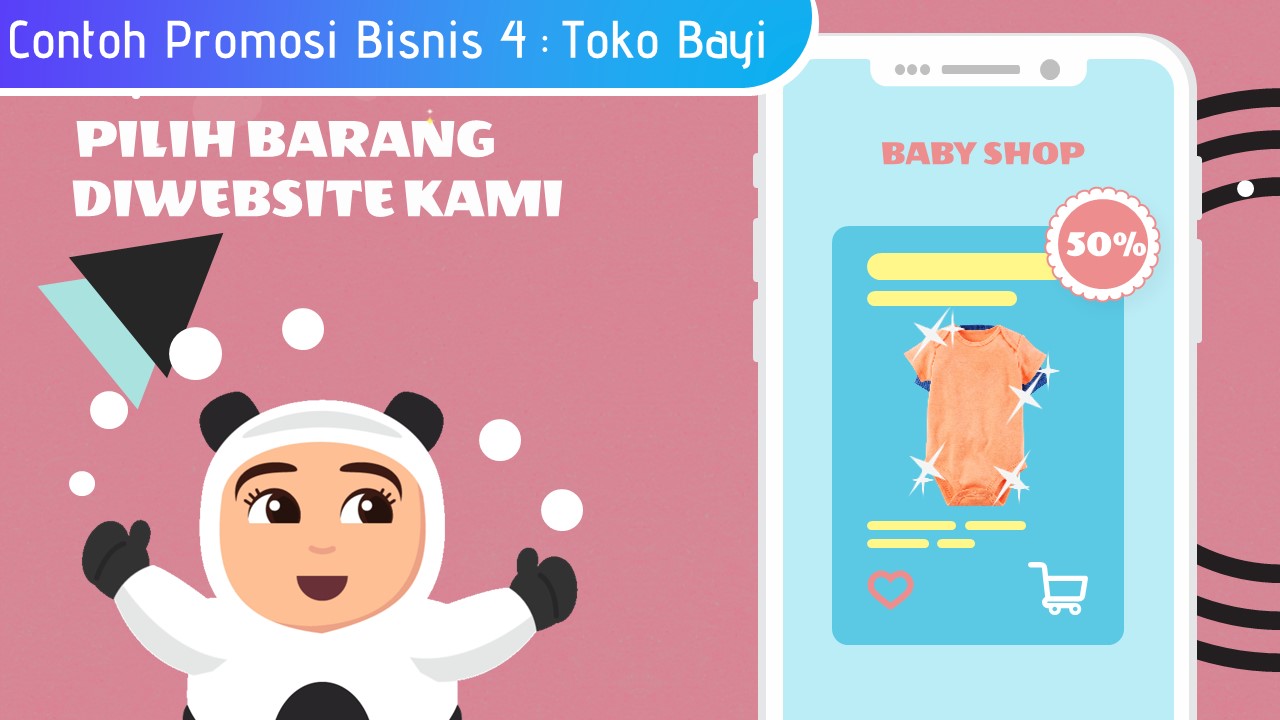 Contoh Promosi Bisnis 4 : Toko Bayi
PILIH BARANG
DIWEBSITE KAMI
BABY SHOP
50%